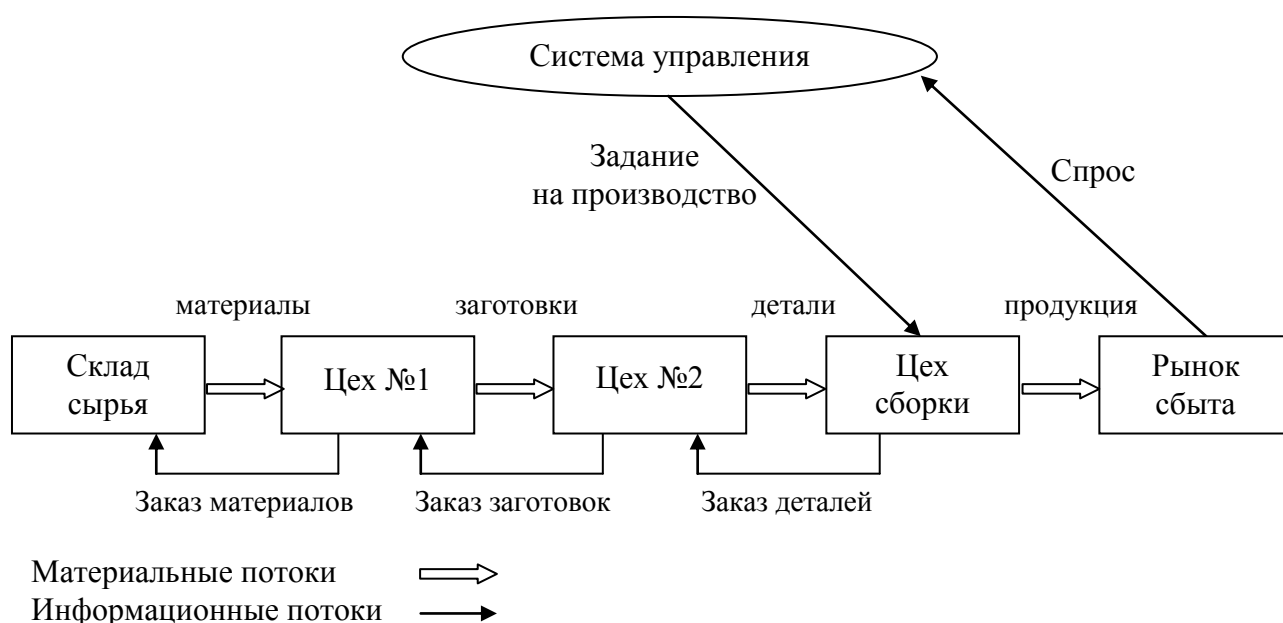 Система управления
Задание
на производство
Спрос
материалы
заготовки
детали
продукция
Склад
сырья
Цех №1
Цех №2
Цех
сборки
Рынок
сбыта
Заказ материалов
Заказ заготовок
Заказ деталей
Материальные потоки
Информационные потоки